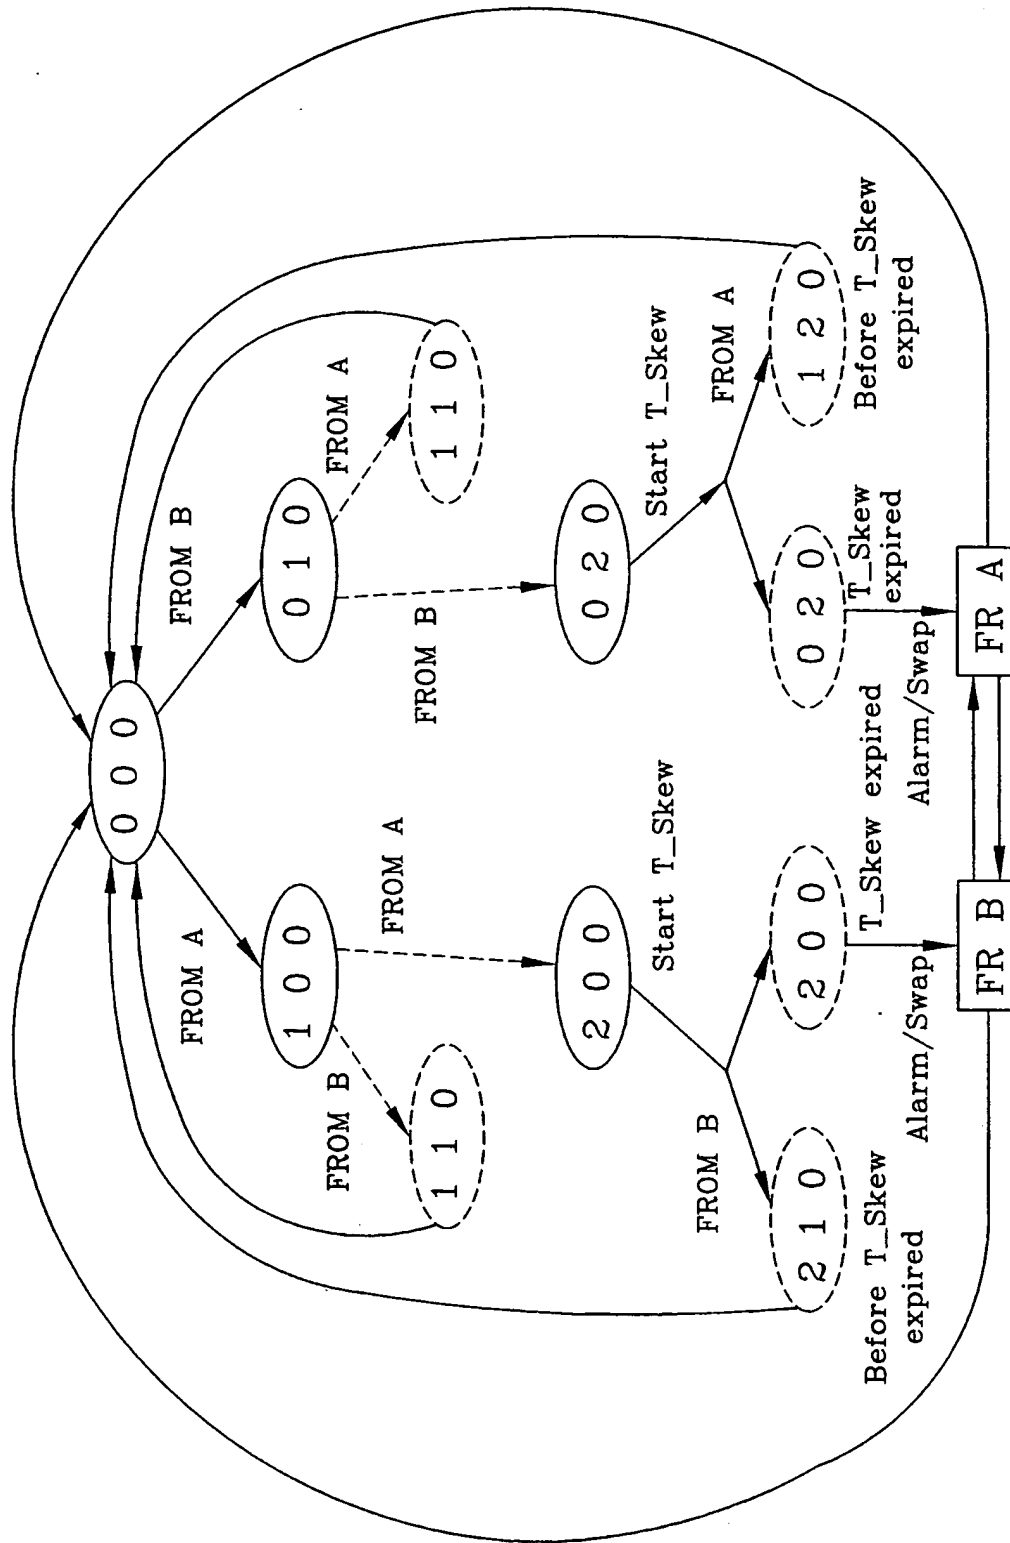 0 0 0
FROM A
FROM B
1 0 0
0 1 0
FROM B
FROM A
FROM B
FROM A
1 1 0
1 1 0
2 0 0
0 2 0
Start T_Skew
Start T_Skew
FROM B
FROM A
2 1 0
2 0 0
0 2 0
1 2 0
Before T_Skew
expired
T_Skew expired
T_Skew
expired
Before T_Skew
expired
Alarm/Swap
Alarm/Swap
FR B
FR A